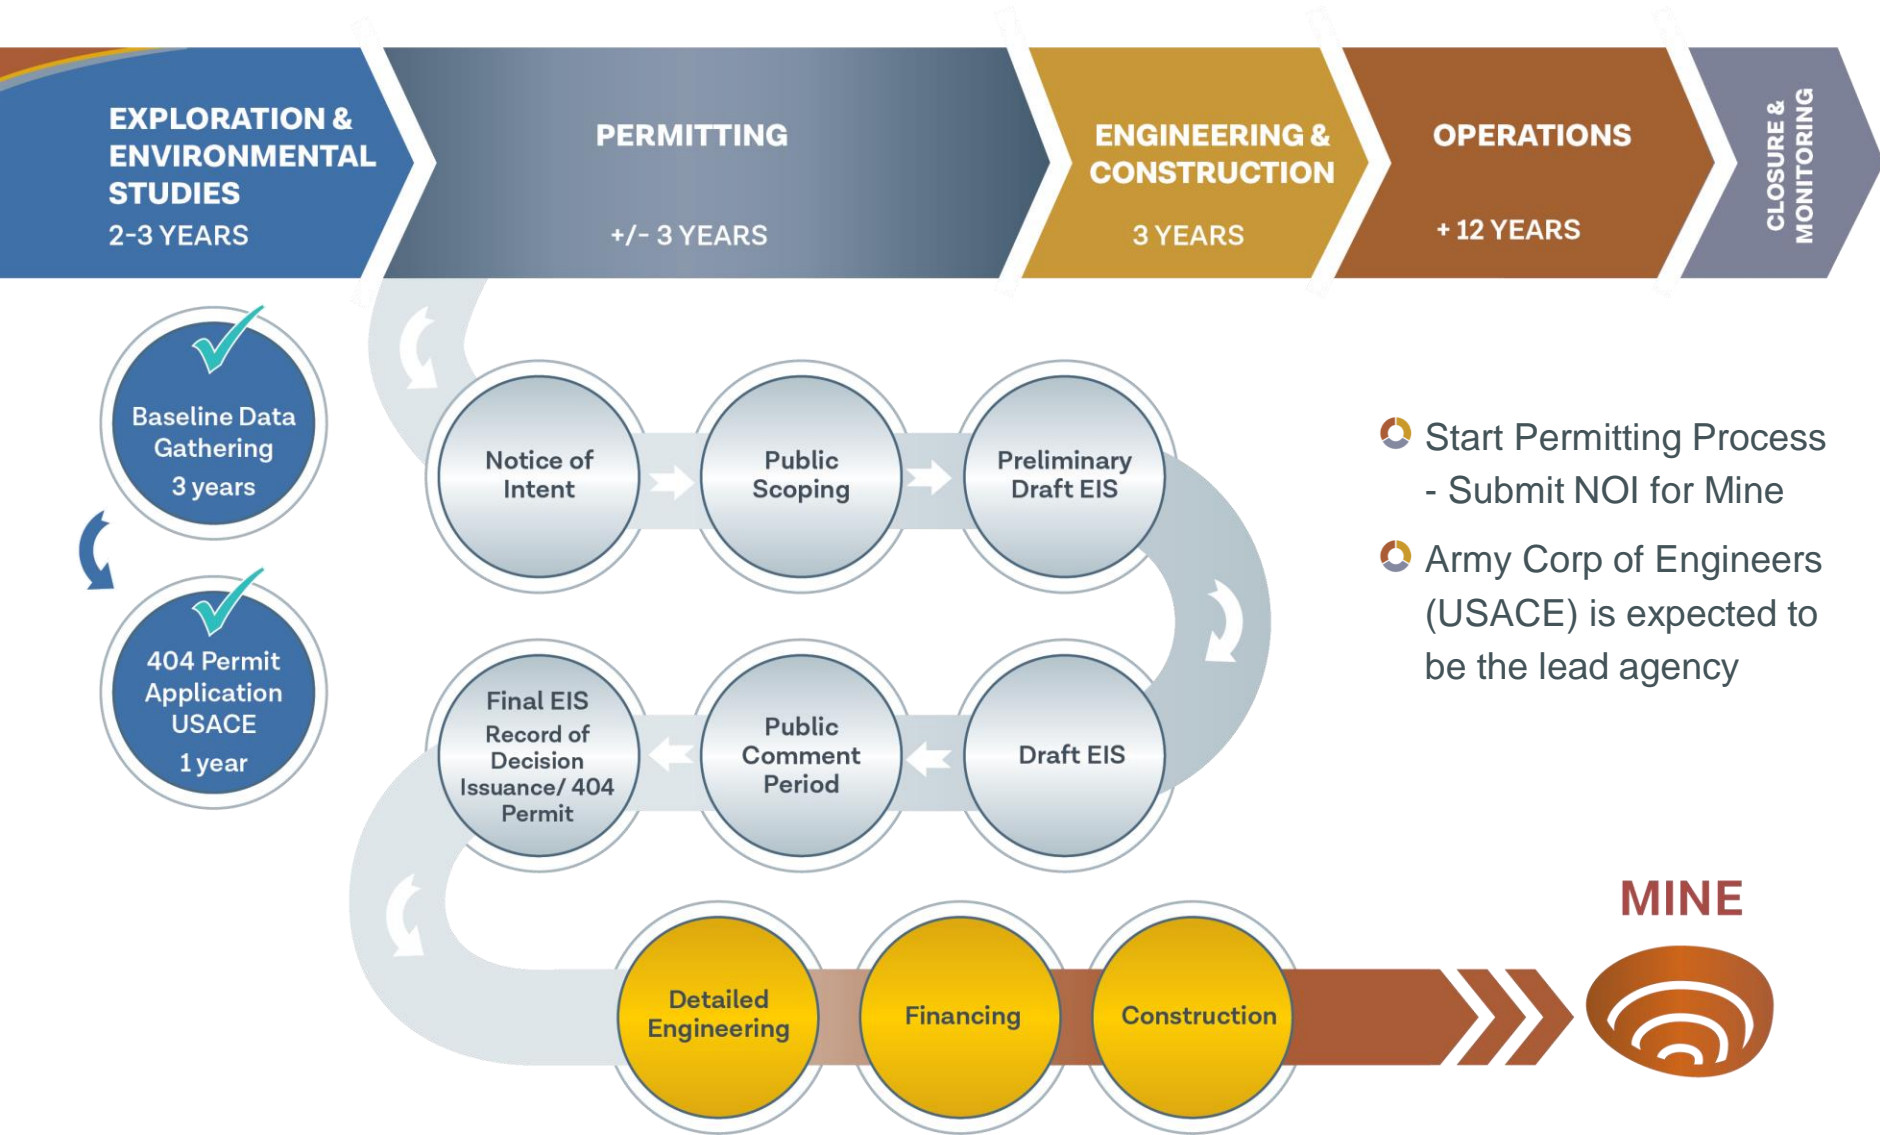 EXPLORATION &
ENVIRONMENTAL
STUDIES
2-3 YEARS
PERMITTING
+/- 3 YEARS
ENGINEERING &
CONSTRUCTION
3 YEARS
OPERATIONS
+ 12 YEARS
CLOSURE &
MONITORING
Baseline Data
Gathering
3 years
404 Permit
Application
USACE
1 year
Notice of
Intent
Public
Scoping
Preliminary
Draft EIS
Draft EIS
Public
Comment
Period
Final EIS
Record of
Decision
Issuance/ 404
Permit
Detailed
Engineering
Financing
Construction
Start Permitting Process
- Submit NOI for Mine
Army Corp of Engineers
(USACE) is expected to
be the lead agency
MINE